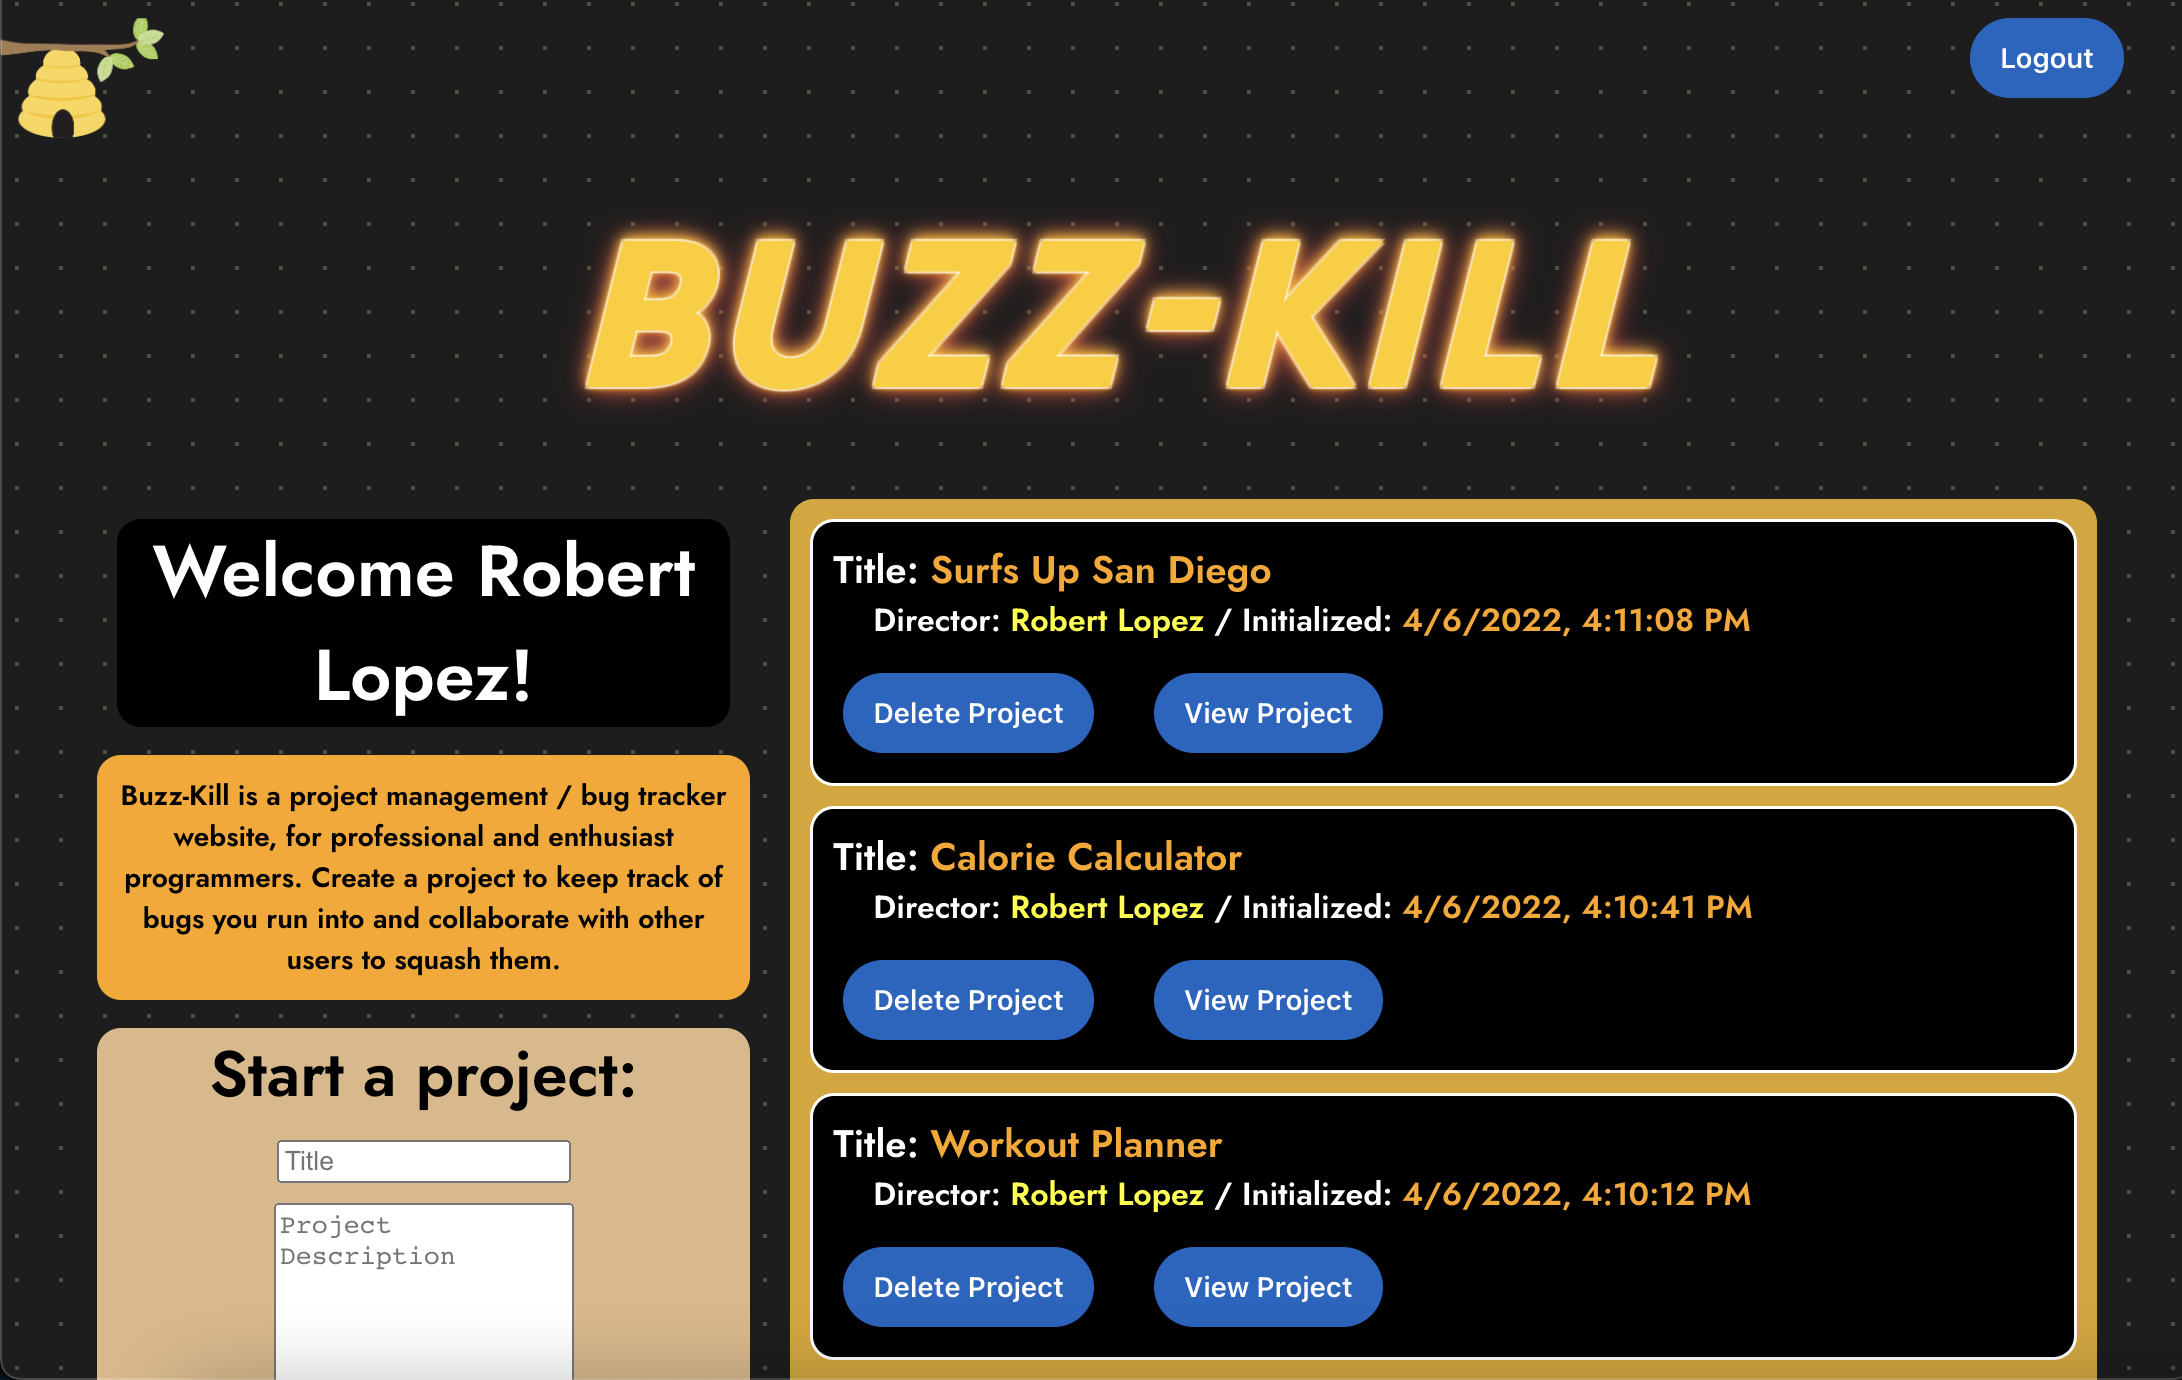 Logout
BUZZ-KILL
Welcome Robert
Lopez!
Buzz-Kill is a project management / bug tracker
website, for professional and enthusiast
programmers. Create a project to keep track of
bugs you run into and collaborate with other
users to squash them.
Start a project:
Title
Project
Description
Title: Surfs Up San Diego
Director: Robert Lopez / Initialized: 4/6/2022, 4:11:08 PM
Delete Project View Project
Title: Calorie Calculator
Director: Robert Lopez / Initialized: 4/6/2022, 4:10:41 PM
Delete Project View Project
Title: Workout Planner
Director: Robert Lopez / Initialized: 4/6/2022, 4:10:12 PM
Delete Project View Project